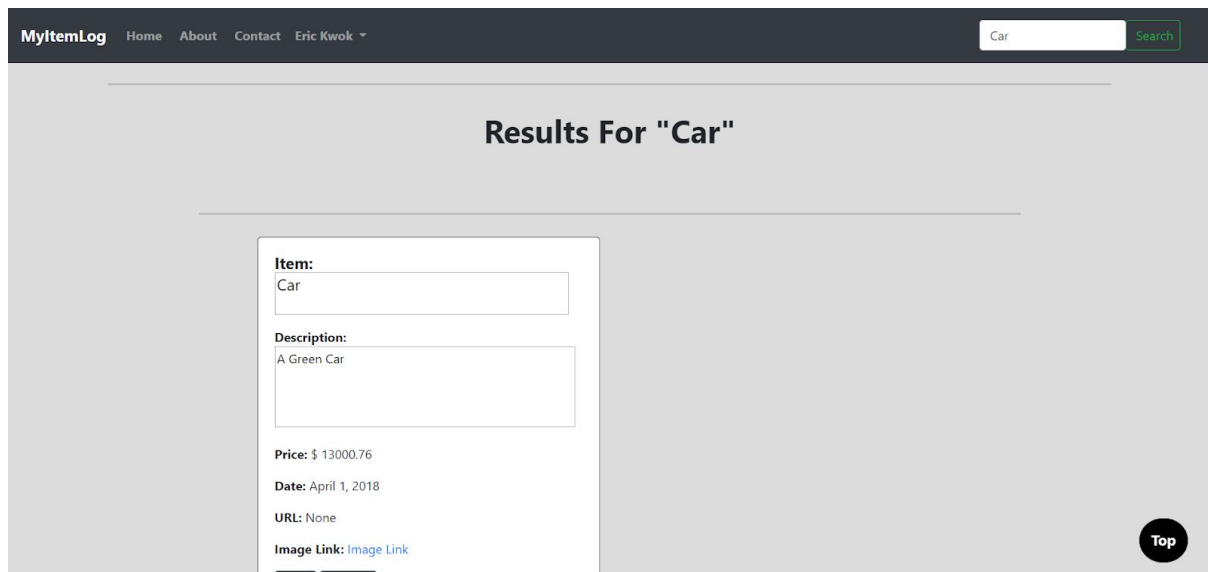 MyItemLog Home About Contact Eric Kwok Car Search
Results For "Car"
Item:
Car
Description:
A Green Car
Price: $ 13000.76
Date: April 1, 2018
URL: None
Image Link: Image Link
Top